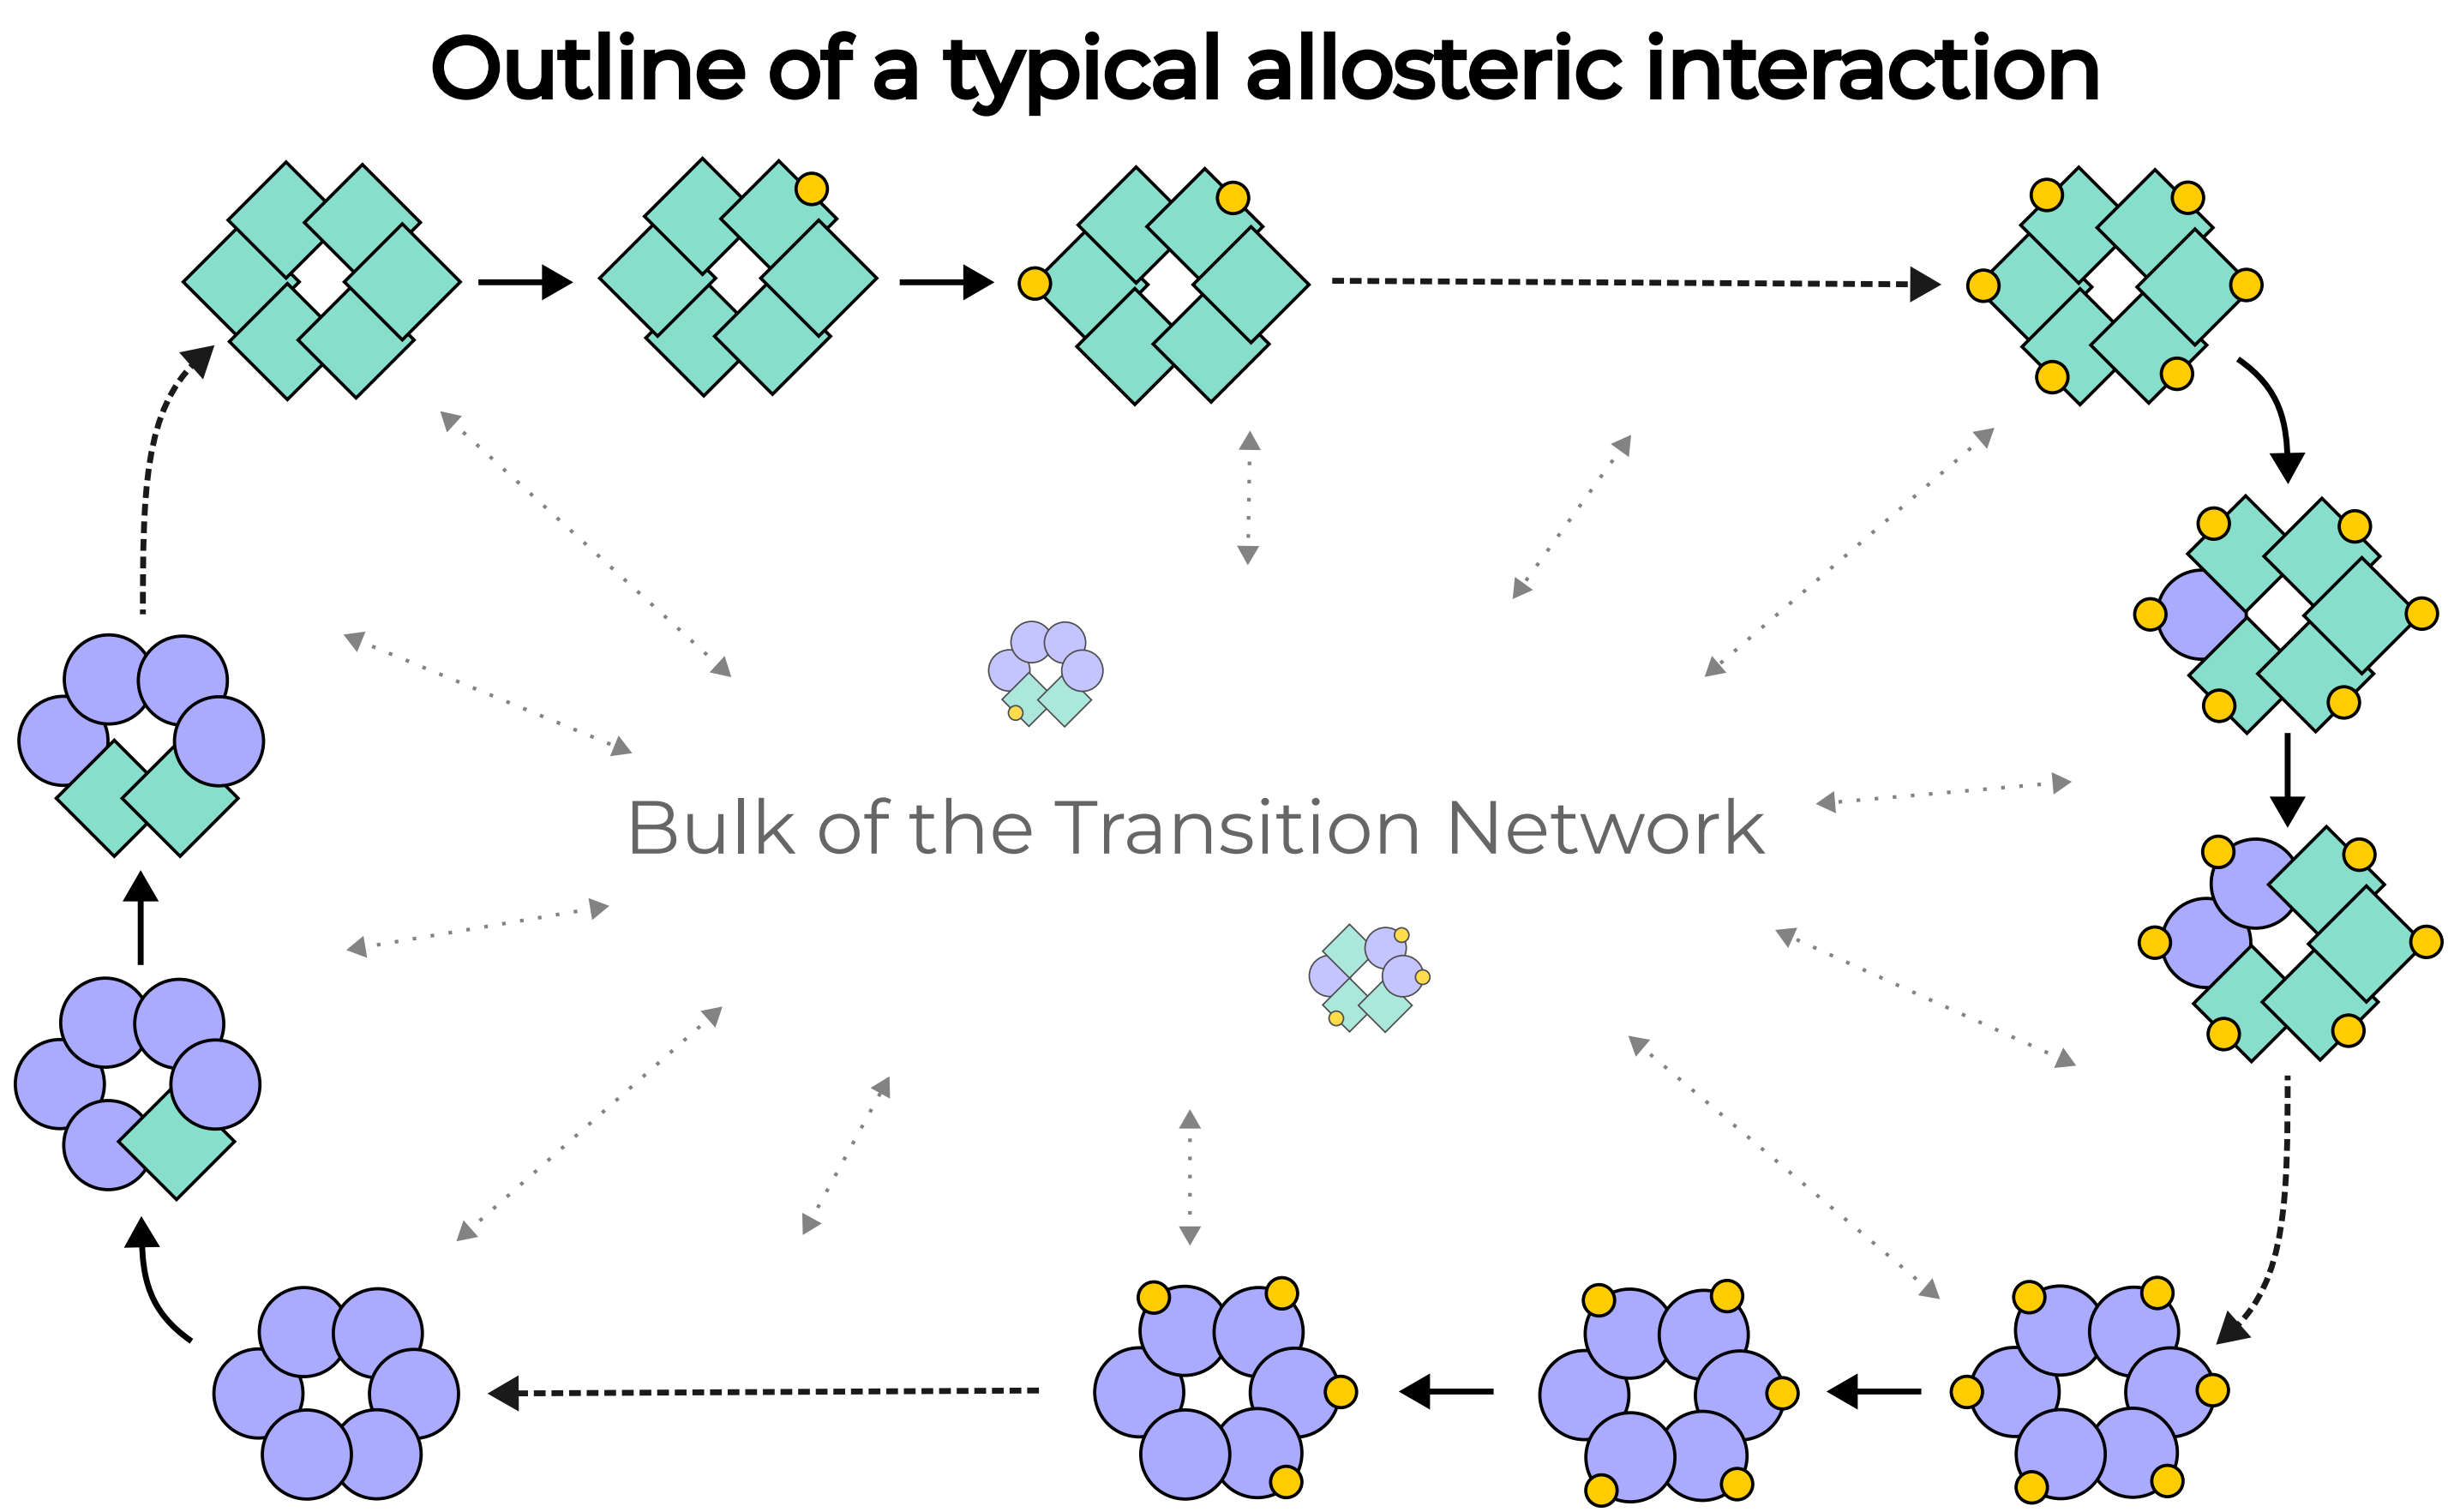 Outline of a typical allosteric interaction
Bulk of the Transition Network